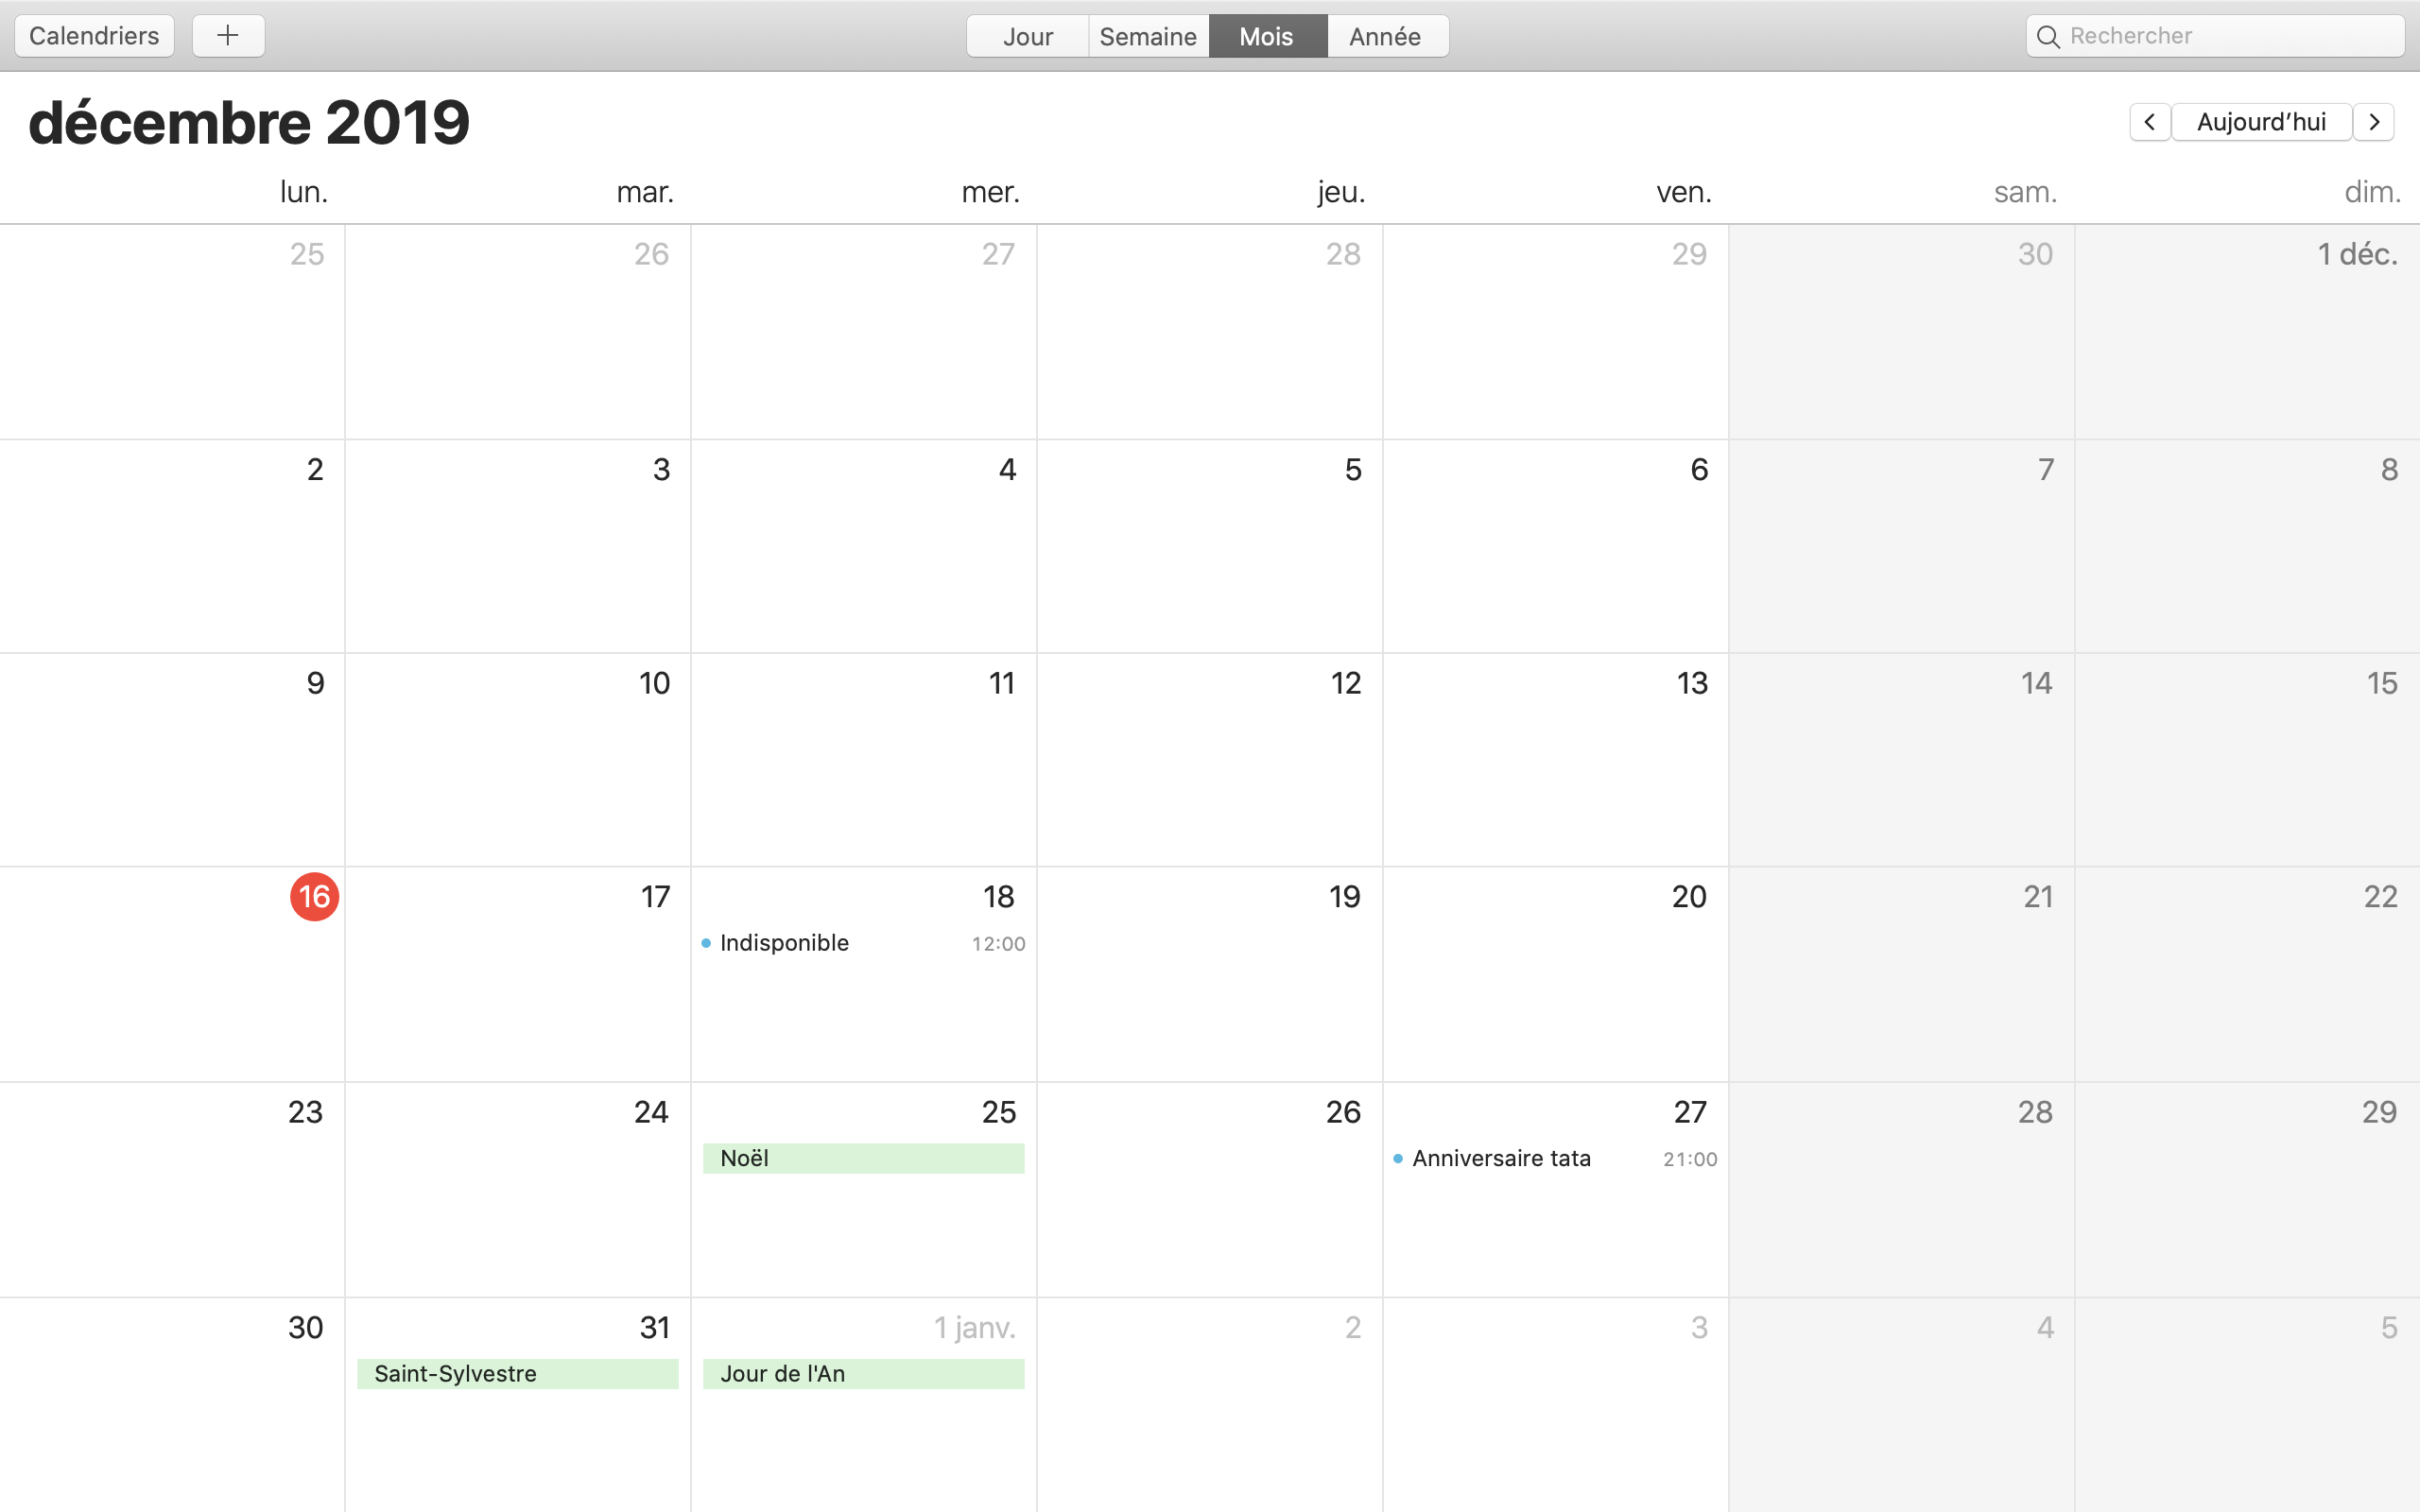 Calendriers + Jour Semaine Mois Année Rechercher
décembre 2019 < Aujourd’hui >
lun. mar. mer. jeu. ven. sam. dim.
25 26 27 28 29 30 1 déc.
2 3 4 5 6 7 8
9 10 11 12 13 14 15
16 17 18 19 20 21 22
Indisponible 12:00
23 24 25 26 27 28 29
Noël Anniversaire tata 21:00
30 31 1 janv. 2 3 4 5
Saint-Sylvestre Jour de l'An